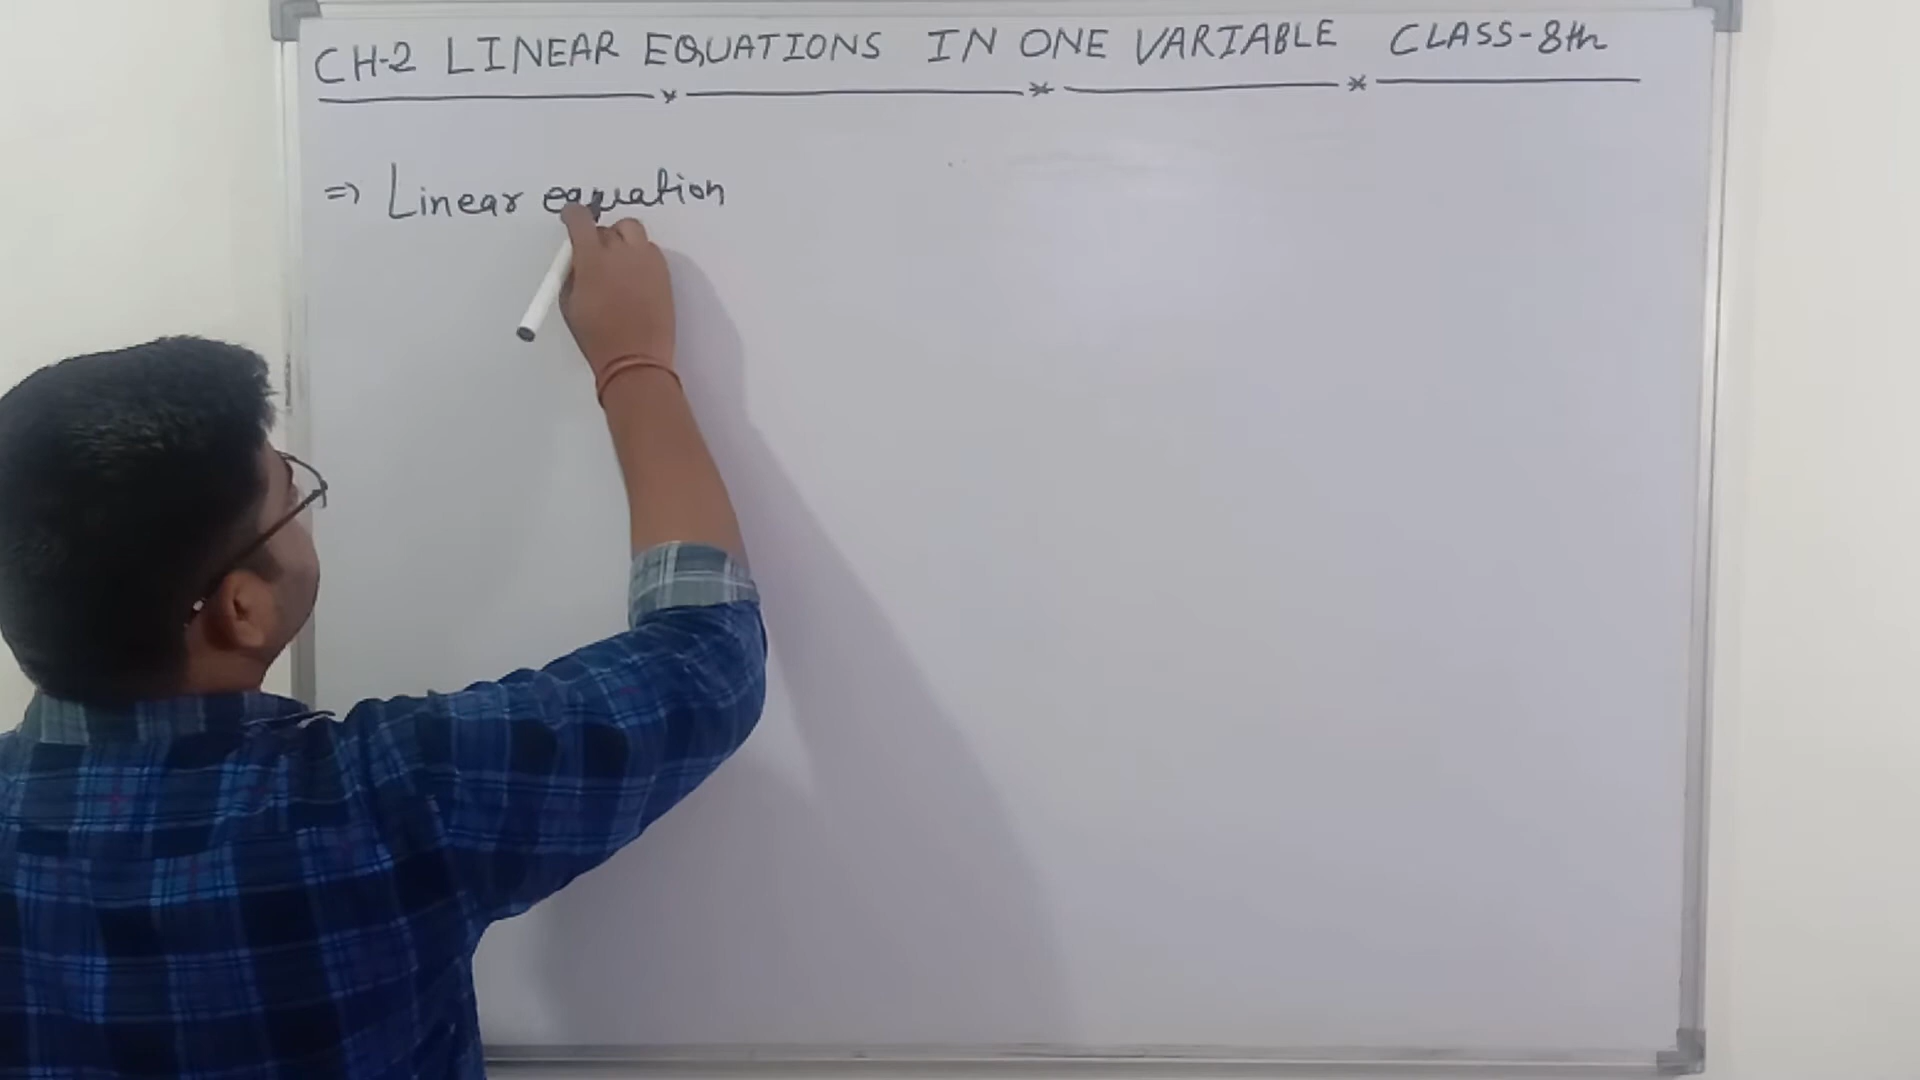 CH-2 LINEAR EQUATIONS IN ONE VARIABLE CLASS-8th
⇒ Linear equation